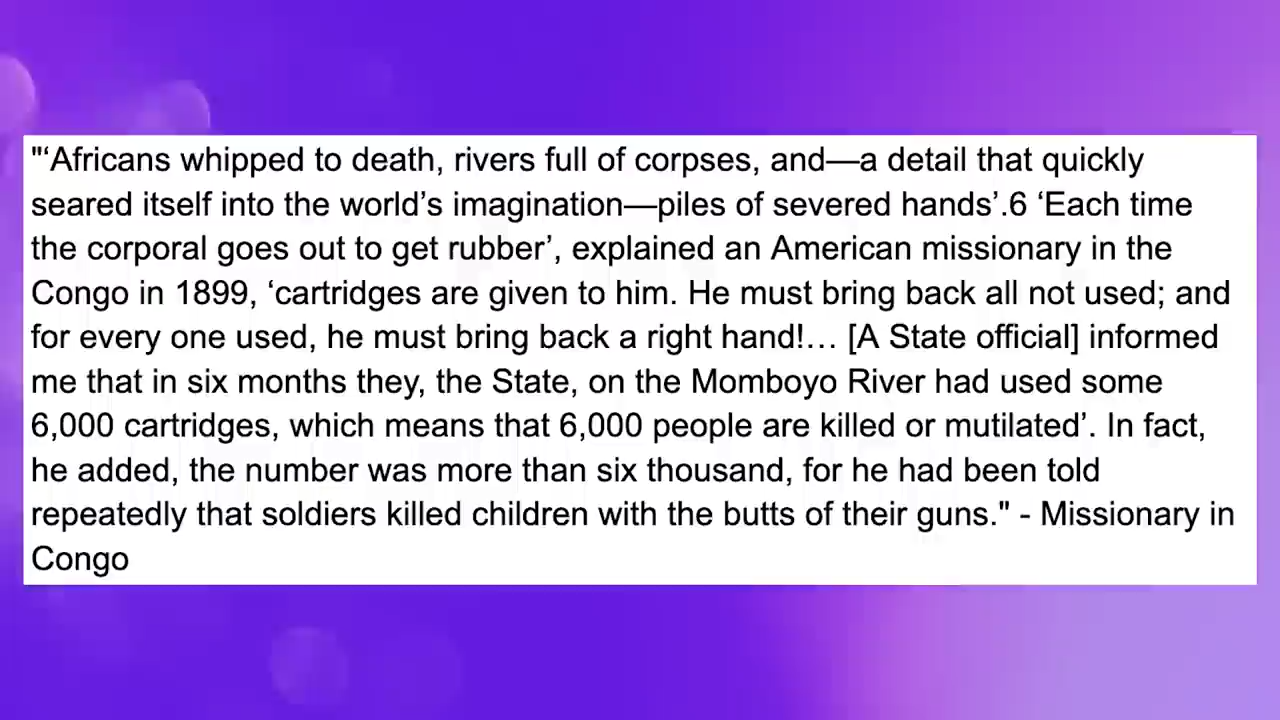 "‘Africans whipped to death, rivers full of corpses, and—a detail that quickly
seared itself into the world’s imagination—piles of severed hands’.6 ‘Each time
the corporal goes out to get rubber’, explained an American missionary in the
Congo in 1899, ‘cartridges are given to him. He must bring back all not used; and
for every one used, he must bring back a right hand!… [A State official] informed
me that in six months they, the State, on the Momboyo River had used some
6,000 cartridges, which means that 6,000 people are killed or mutilated’. In fact,
he added, the number was more than six thousand, for he had been told
repeatedly that soldiers killed children with the butts of their guns." - Missionary in
Congo